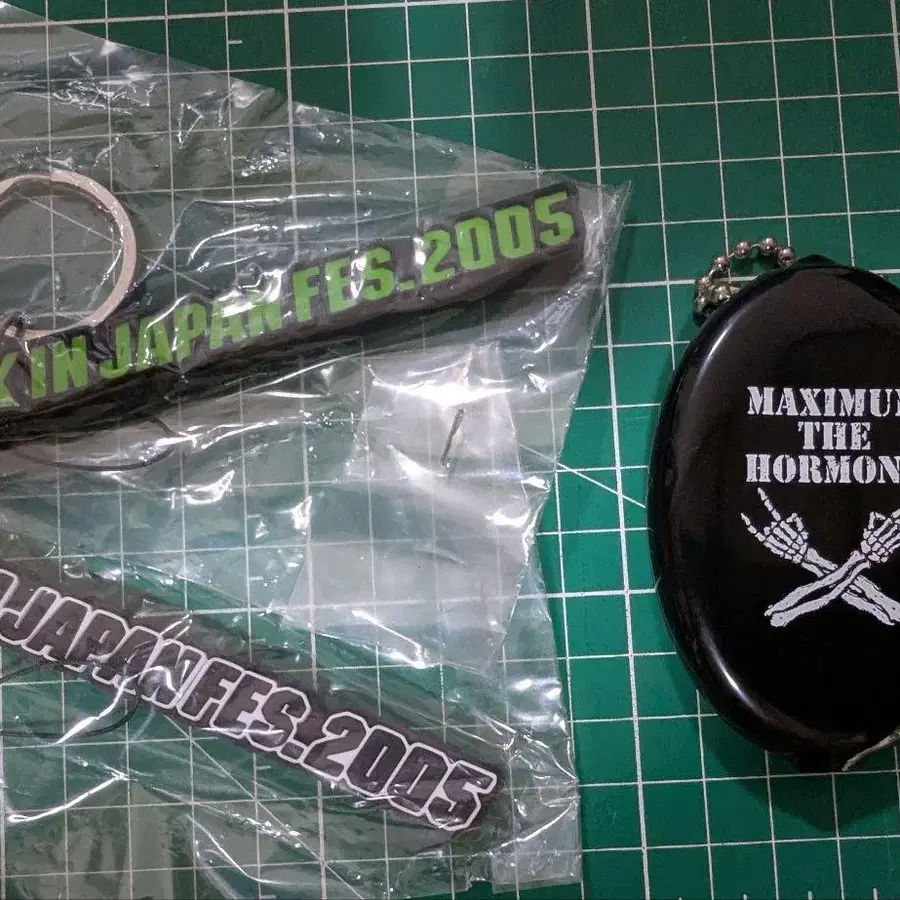 K IN JAPAN FES.2005
JAPAN FES.2005
MAXIMUM
THE
HORMON